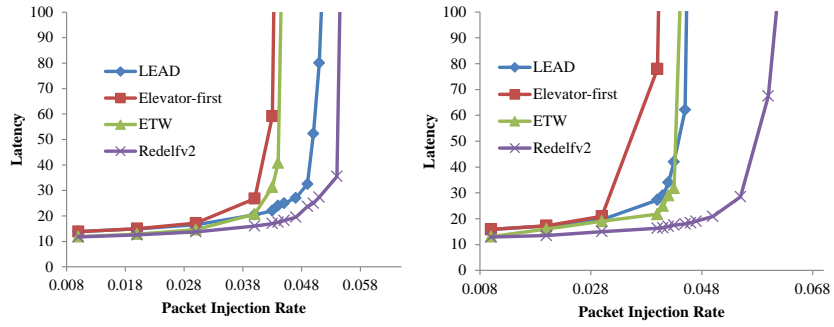 100
90
80
70
60
50
40
30
20
10
0
Latency
LEAD
Elevator-first
ETW
Redelfv2
0.008 0.018 0.028 0.038 0.048 0.058
Packet Injection Rate
100
90
80
70
60
50
40
30
20
10
0
Latency
LEAD
Elevator-first
ETW
Redelfv2
0.008 0.028 0.048 0.068
Packet Injection Rate